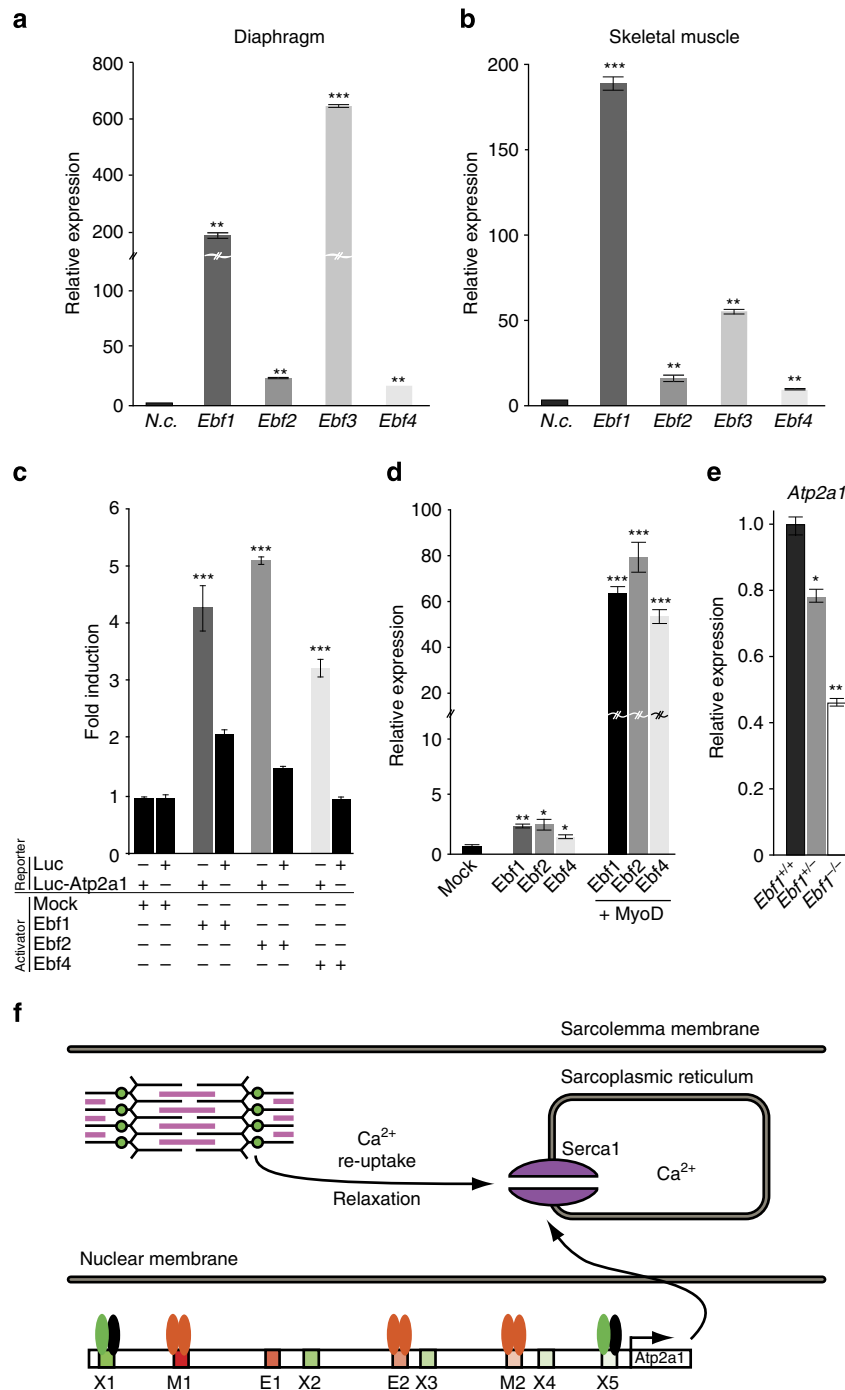 a
Diaphragm
Relative expression
800
600
400
200
100
50
0
**
**
***
**
N.c. Ebf1 Ebf2 Ebf3 Ebf4
b
Skeletal muscle
Relative expression
200
150
100
50
0
***
**
**
**
N.c. Ebf1 Ebf2 Ebf3 Ebf4
c
Fold induction
6
5
4
3
2
1
0
***
***
***
Reporter
Luc – + – + – + – +
Luc-Atp2a1 + – + – + – + –
Activator
Mock + + – – – – – –
Ebf1 – – + + – – – –
Ebf2 – – – – + + – –
Ebf4 – – – – – – + +
d
Relative expression
100
80
60
40
20
10
5
0
**
*
*
***
***
***
Mock Ebf1 Ebf2 Ebf4 Ebf1 Ebf2 Ebf4
+ MyoD
e
Atp2a1
Relative expression
1.0
0.8
0.6
0.4
0.2
0.0
*
**
Ebf1+/+ Ebf1+/– Ebf1–/–
f
Sarcolemma membrane
Sarcoplasmic reticulum
Ca2+
re-uptake
Relaxation
Serca1
Ca2+
Nuclear membrane
Atp2a1
X1 M1 E1 X2 E2 X3 M2 X4 X5